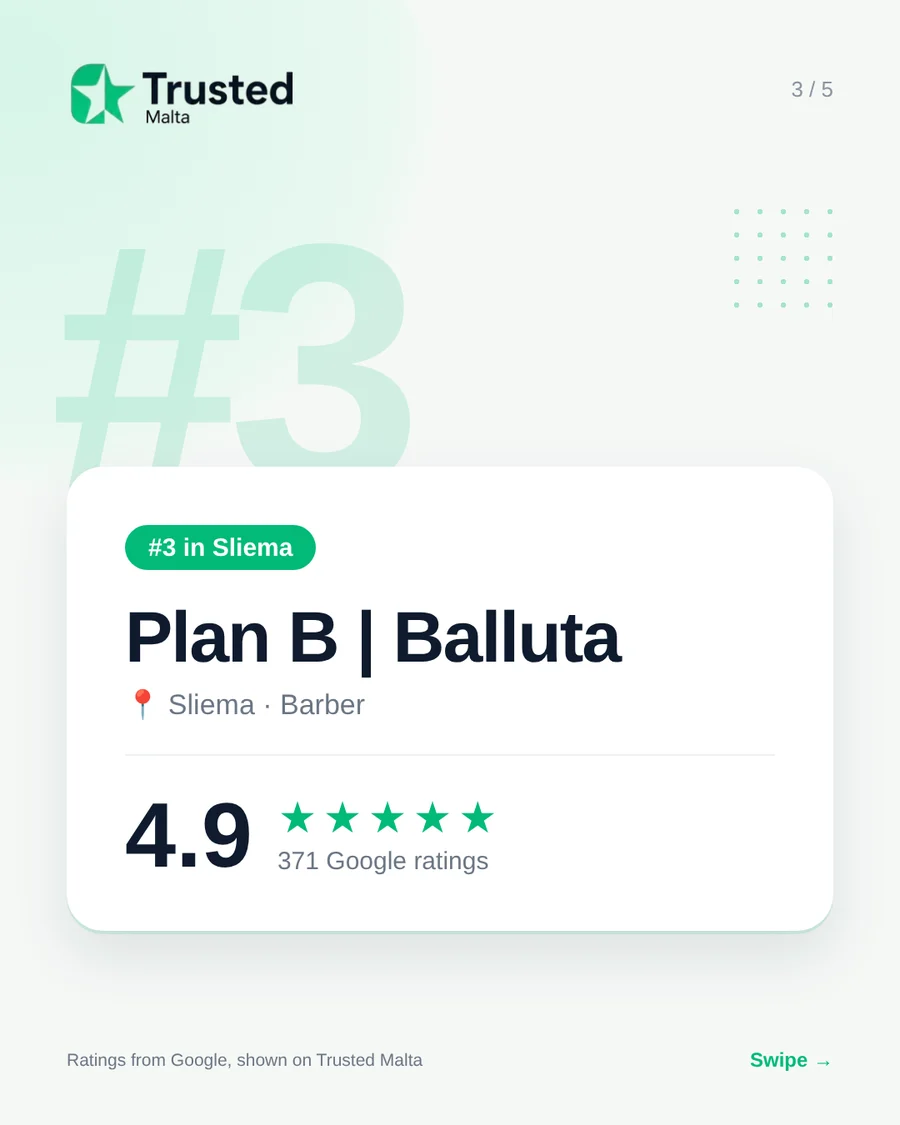 Trusted
Malta
3 / 5
#3
#3 in Sliema
Plan B | Balluta
📍 Sliema · Barber
4.9
★★★★★
371 Google ratings
Ratings from Google, shown on Trusted Malta
Swipe →